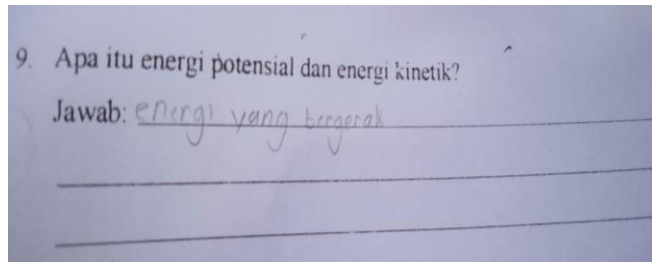 9. Apa itu energi potensial dan energi kinetik?
Jawab: energi yang bergerak